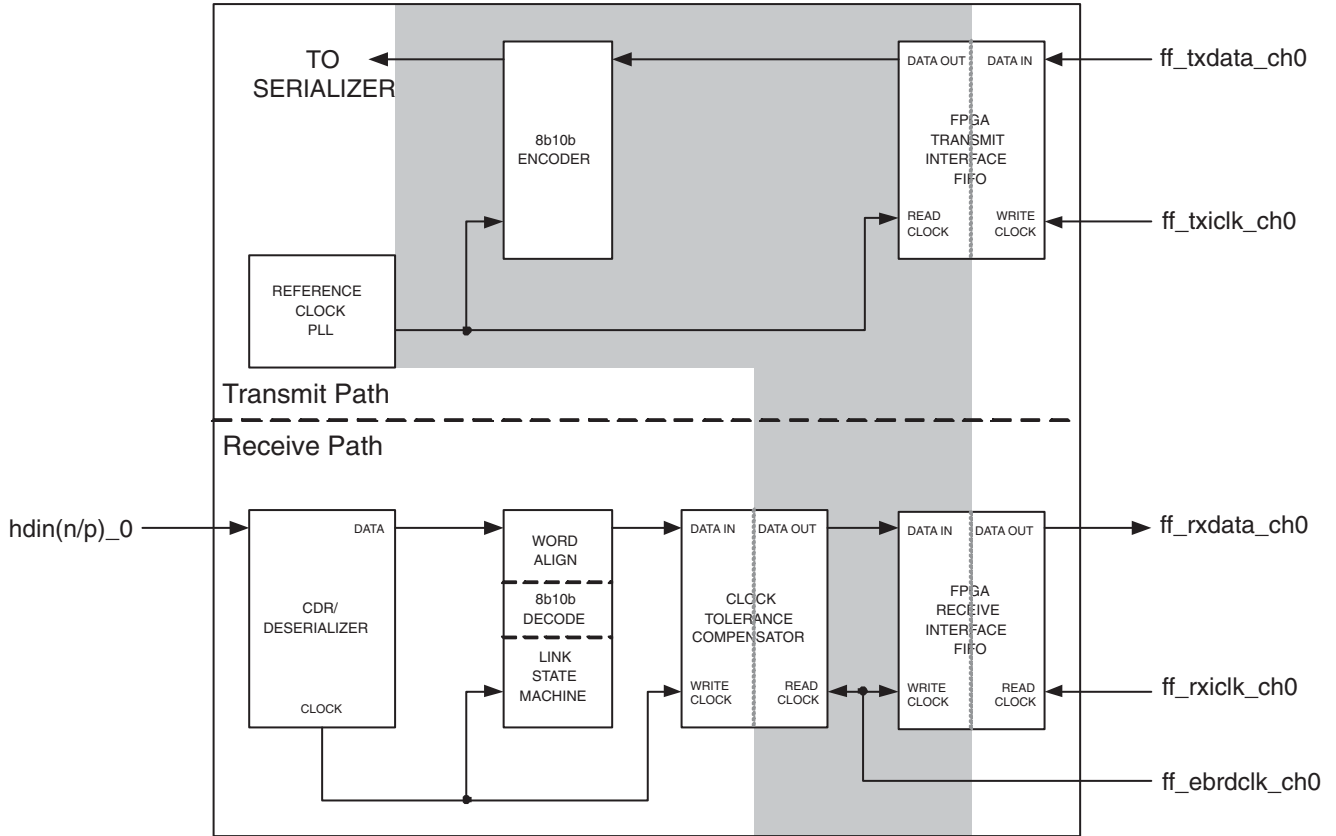 TO
SERIALIZER
8b10b
ENCODER
DATA OUT
DATA IN
FPGA
TRANSMIT
INTERFACE
FIFO
READ
CLOCK
WRITE
CLOCK
ff_txdata_ch0
ff_txiclk_ch0
REFERENCE
CLOCK
PLL
Transmit Path
Receive Path
hdin(n/p)_0
DATA
CDR/
DESERIALIZER
CLOCK
WORD
ALIGN
8b10b
DECODE
LINK
STATE
MACHINE
DATA IN
DATA OUT
CLOCK
TOLERANCE
COMPENSATOR
WRITE
CLOCK
READ
CLOCK
DATA IN
DATA OUT
FPGA
RECEIVE
INTERFACE
FIFO
WRITE
CLOCK
READ
CLOCK
ff_rxdata_ch0
ff_rxiclk_ch0
ff_ebrdclk_ch0